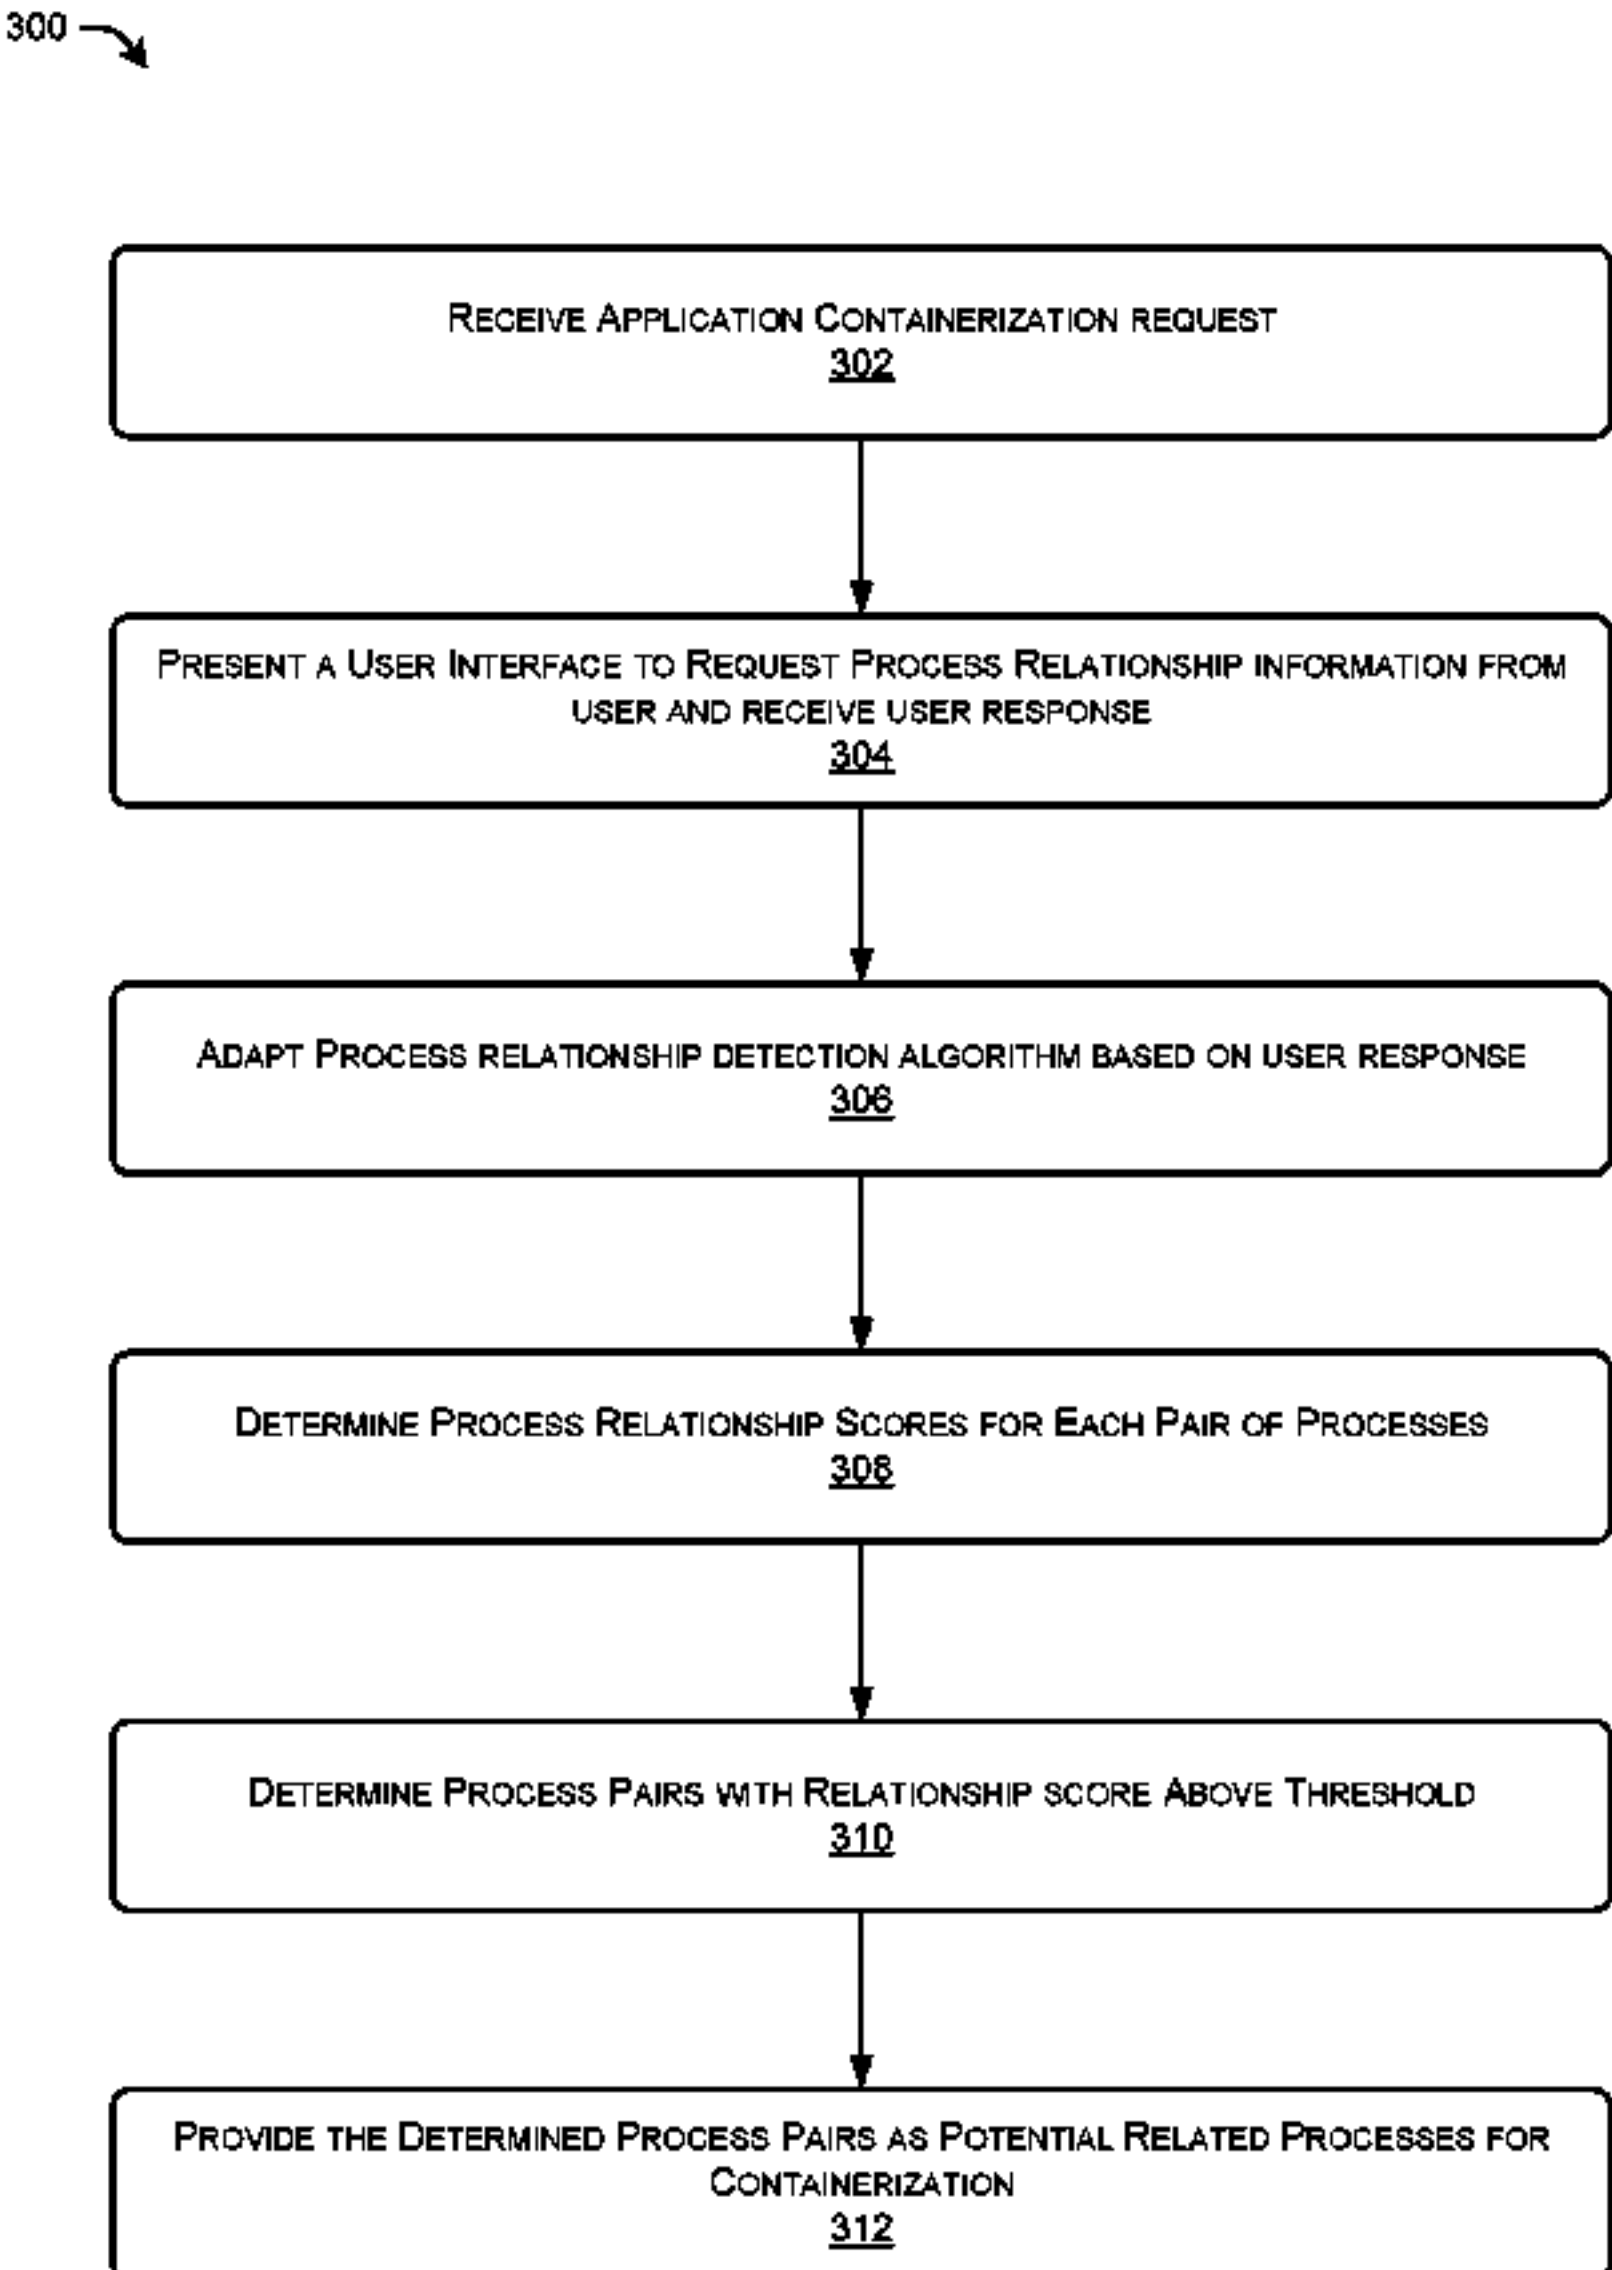 300
RECEIVE APPLICATION CONTAINERIZATION REQUEST
302
PRESENT A USER INTERFACE TO REQUEST PROCESS RELATIONSHIP INFORMATION FROM
USER AND RECEIVE USER RESPONSE
304
ADAPT PROCESS RELATIONSHIP DETECTION ALGORITHM BASED ON USER RESPONSE
306
DETERMINE PROCESS RELATIONSHIP SCORES FOR EACH PAIR OF PROCESSES
308
DETERMINE PROCESS PAIRS WITH RELATIONSHIP SCORE ABOVE THRESHOLD
310
PROVIDE THE DETERMINED PROCESS PAIRS AS POTENTIAL RELATED PROCESSES FOR
CONTAINERIZATION
312